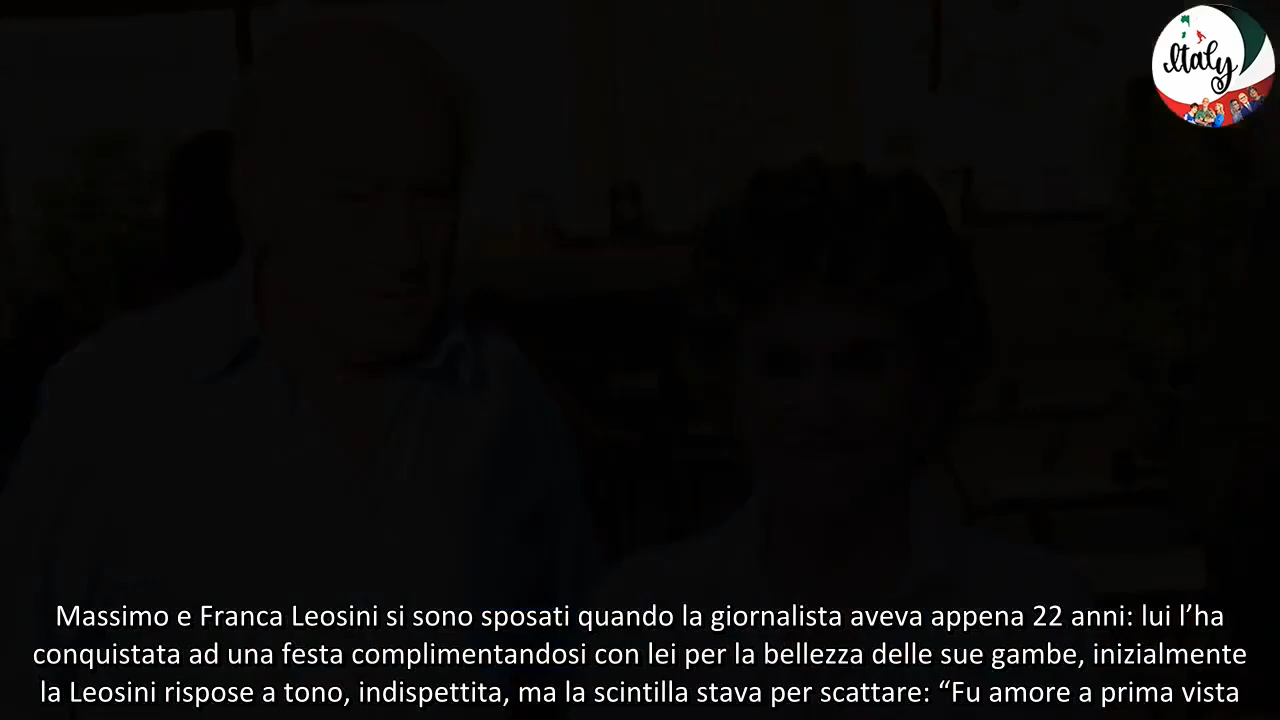 Italy
Massimo e Franca Leosini si sono sposati quando la giornalista aveva appena 22 anni: lui l’ha
conquistata ad una festa complimentandosi con lei per la bellezza delle sue gambe, inizialmente
la Leosini rispose a tono, indispettita, ma la scintilla stava per scattare: “Fu amore a prima vista